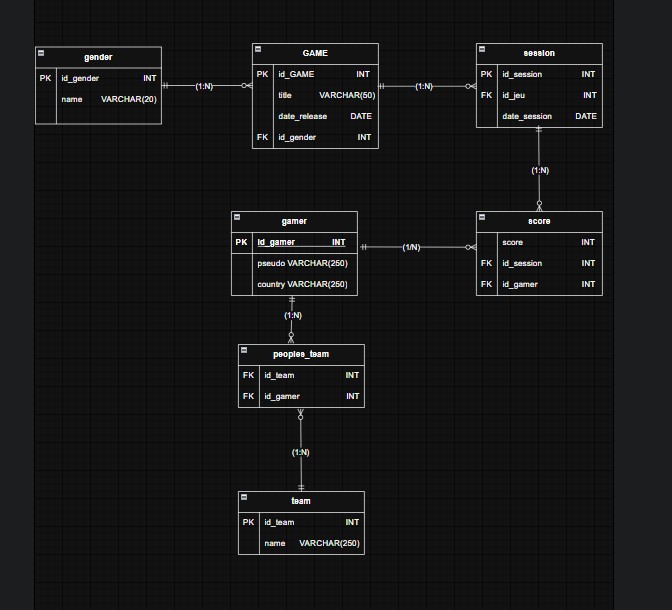 gender
PK id_gender INT
name VARCHAR(20)
(1:N)
GAME
PK id_GAME INT
title VARCHAR(50)
date_release DATE
FK id_gender INT
(1:N)
session
PK id_session INT
FK id_jeu INT
date_session DATE
(1:N)
gamer
PK id_gamer INT
pseudo VARCHAR(250)
country VARCHAR(250)
(1/N)
score
score INT
FK id_session INT
FK id_gamer INT
(1:N)
peoples_team
FK id_team INT
FK id_gamer INT
(1:N)
team
PK id_team INT
name VARCHAR(250)